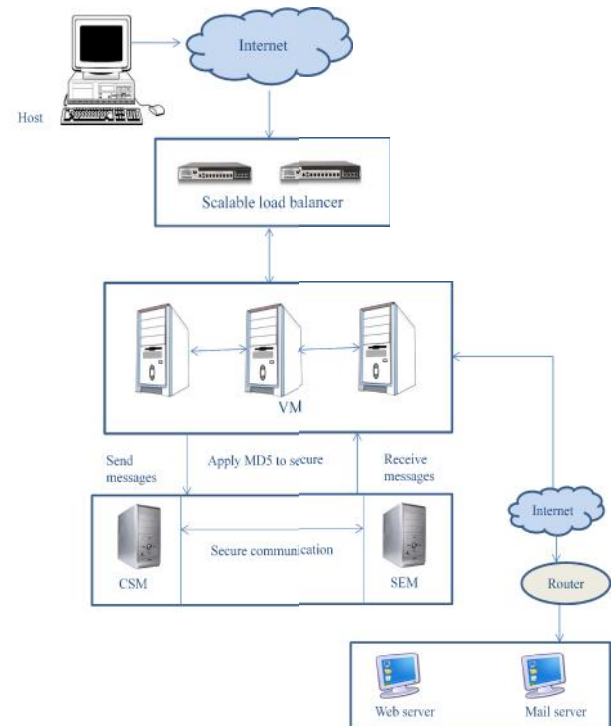 Internet
Host
Scalable load balancer
VM
Send
messages
Apply MD5 to secure
Receive
messages
Internet
Secure communication
CSM
SEM
Router
Web server
Mail server